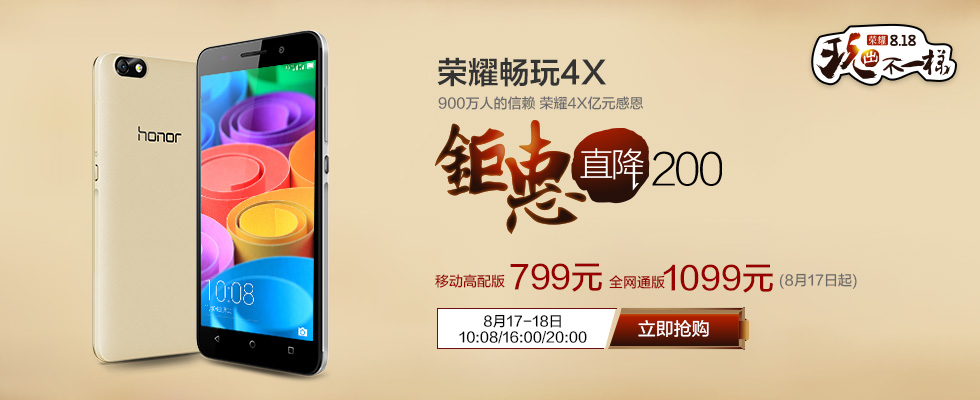 玩出不一样
荣耀 8.18
honor
10:08
荣耀畅玩4X
900万人的信赖 荣耀4X亿元感恩
鉅惠 直降 200
移动高配版 799元 全网通版 1099元 (8月17日起)
8月17-18日
10:08/16:00/20:00
立即抢购